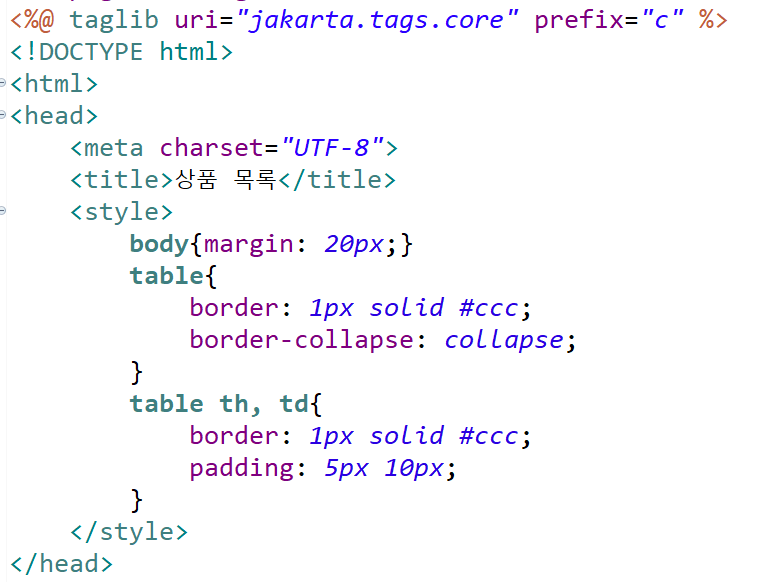 <%@ taglib uri="jakarta.tags.core" prefix="c" %>
<!DOCTYPE html>
<html>
<head>
    <meta charset="UTF-8">
    <title>상품 목록</title>
    <style>
        body{margin: 20px;}
        table{
            border: 1px solid #ccc;
            border-collapse: collapse;
        }
        table th, td{
            border: 1px solid #ccc;
            padding: 5px 10px;
        }
    </style>
</head>